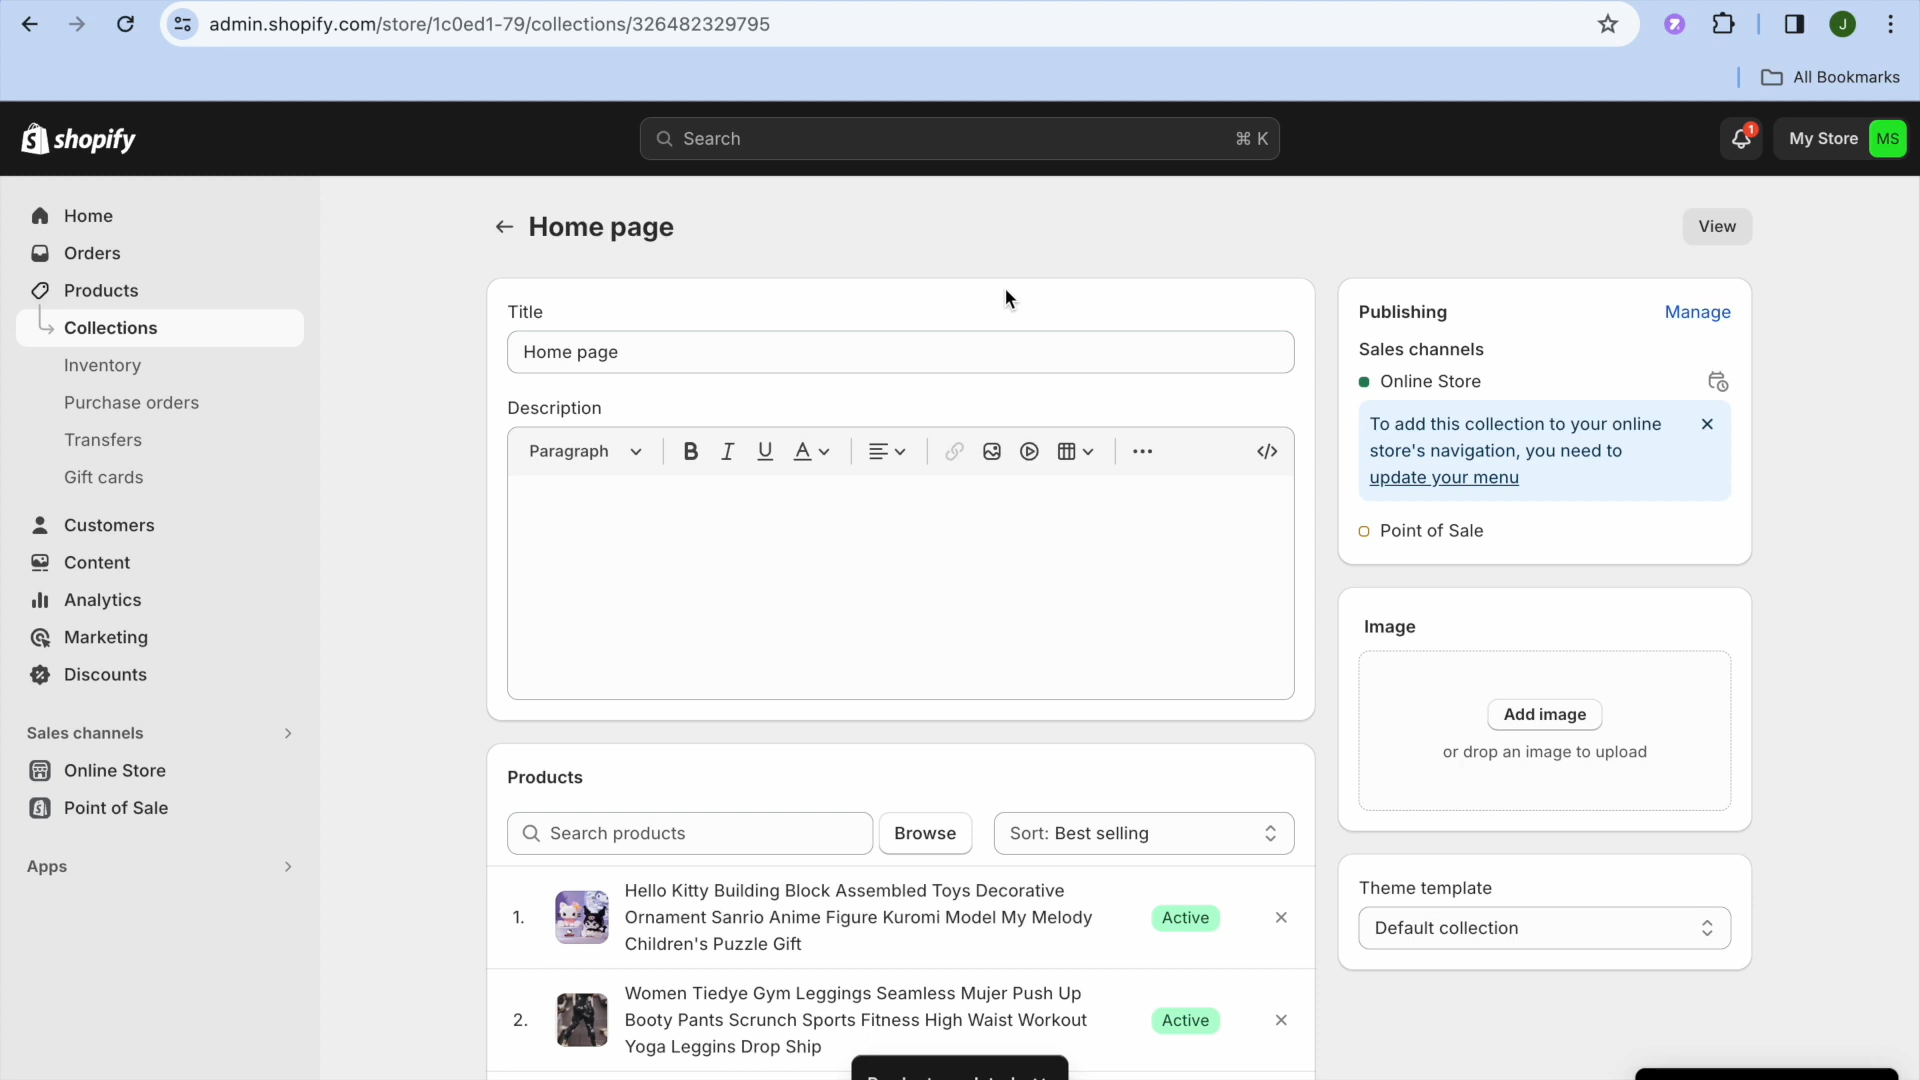 admin.shopify.com/store/1c0ed1-79/collections/326482329795
J
All Bookmarks
shopify
Search
⌘ K
1
My Store
MS
Home
Orders
Products
Collections
Inventory
Purchase orders
Transfers
Gift cards
Customers
Content
Analytics
Marketing
Discounts
Sales channels
Online Store
Point of Sale
Apps
Home page
View
Title
Home page
Description
Paragraph
B I U A
Products
Search products
Browse
Sort: Best selling
1.
Hello Kitty Building Block Assembled Toys Decorative
Ornament Sanrio Anime Figure Kuromi Model My Melody
Children's Puzzle Gift
Active
2.
Women Tiedye Gym Leggings Seamless Mujer Push Up
Booty Pants Scrunch Sports Fitness High Waist Workout
Yoga Leggins Drop Ship
Active
Publishing
Manage
Sales channels
Online Store
To add this collection to your online
store's navigation, you need to
update your menu
Point of Sale
Image
Add image
or drop an image to upload
Theme template
Default collection